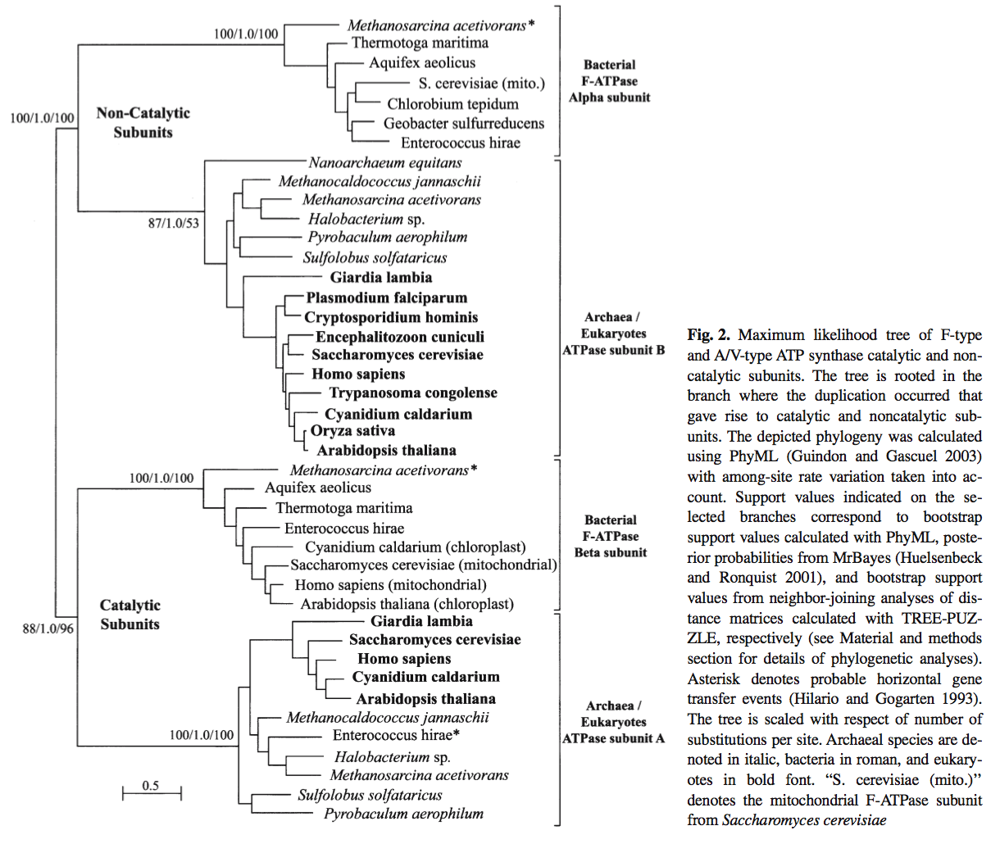 100/1.0/100
Methanosarcina acetivorans*
Thermotoga maritima
Aquifex aeolicus
S. cerevisiae (mito.)
Chlorobium tepidum
Geobacter sulfurreducens
Enterococcus hirae
Bacterial
F-ATPase
Alpha subunit
100/1.0/100
Non-Catalytic
Subunits
87/1.0/53
Nanoarchaeum equitans
Methanocaldococcus jannaschii
Methanosarcina acetivorans
Halobacterium sp.
Pyrobaculum aerophilum
Sulfolobus solfataricus
Giardia lambia
Plasmodium falciparum
Cryptosporidium hominis
Encephalitozoon cuniculi
Saccharomyces cerevisiae
Homo sapiens
Trypanosoma congolense
Cyanidium caldarium
Oryza sativa
Arabidopsis thaliana
Archaea /
Eukaryotes
ATPase subunit B
100/1.0/100
Methanosarcina acetivorans*
Aquifex aeolicus
Thermotoga maritima
Enterococcus hirae
Cyanidium caldarium (chloroplast)
Saccharomyces cerevisiae (mitochondrial)
Homo sapiens (mitochondrial)
Arabidopsis thaliana (chloroplast)
Bacterial
F-ATPase
Beta subunit
Catalytic
Subunits
88/1.0/96
Giardia lambia
Saccharomyces cerevisiae
Homo sapiens
Cyanidium caldarium
Arabidopsis thaliana
100/1.0/100
Methanocaldococcus jannaschii
Enterococcus hirae*
Halobacterium sp.
Methanosarcina acetivorans
Sulfolobus solfataricus
Pyrobaculum aerophilum
Archaea /
Eukaryotes
ATPase subunit A
0.5
Fig. 2. Maximum likelihood tree of F-type
and A/V-type ATP synthase catalytic and non-
catalytic subunits. The tree is rooted in the
branch where the duplication occurred that
gave rise to catalytic and noncatalytic sub-
units. The depicted phylogeny was calculated
using PhyML (Guindon and Gascuel 2003)
with among-site rate variation taken into ac-
count. Support values indicated on the se-
lected branches correspond to bootstrap
support values calculated with PhyML, poste-
rior probabilities from MrBayes (Huelsenbeck
and Ronquist 2001), and bootstrap support
values from neighbor-joining analyses of dis-
tance matrices calculated with TREE-PUZ-
ZLE, respectively (see Material and methods
section for details of phylogenetic analyses).
Asterisk denotes probable horizontal gene
transfer events (Hilario and Gogarten 1993).
The tree is scaled with respect of number of
substitutions per site. Archaeal species are de-
noted in italic, bacteria in roman, and eukary-
otes in bold font. “S. cerevisiae (mito.)”
denotes the mitochondrial F-ATPase subunit
from Saccharomyces cerevisiae